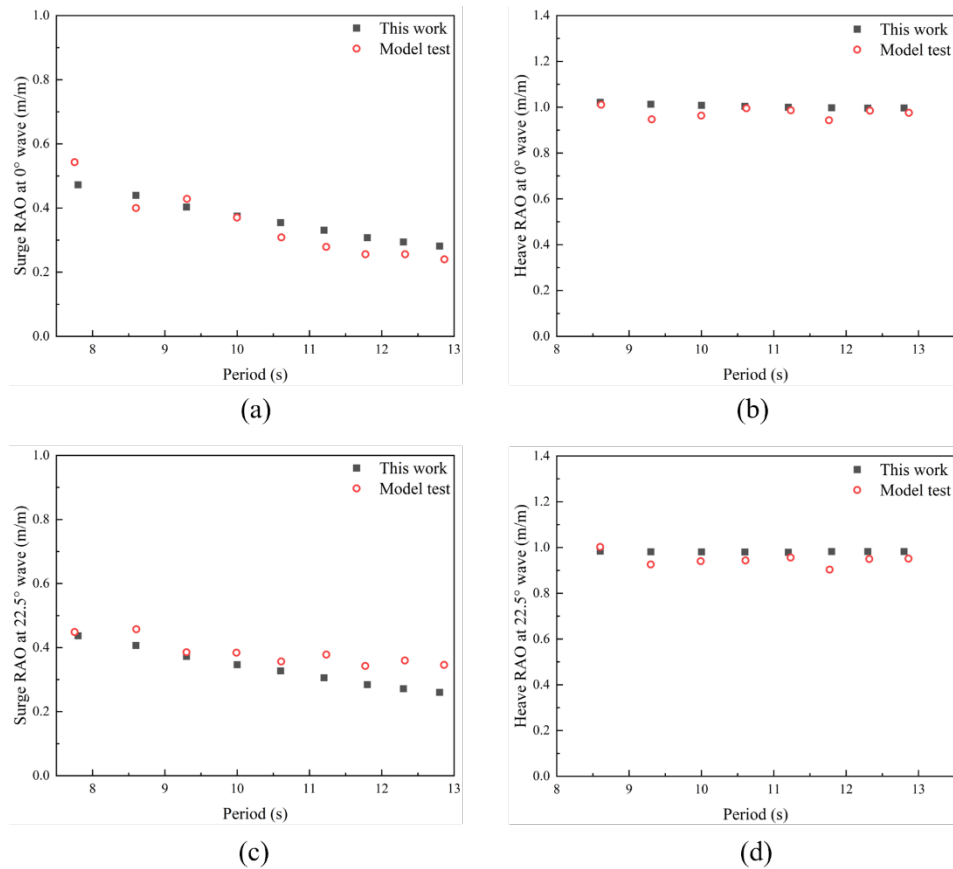 1.0
0.8
0.6
0.4
0.2
0.0
Surge RAO at 0° wave (m/m)
This work
Model test
8 9 10 11 12 13
Period (s)
(a)
1.4
1.2
1.0
0.8
0.6
0.4
0.2
0.0
Heave RAO at 0° wave (m/m)
This work
Model test
8 9 10 11 12 13
Period (s)
(b)
1.0
0.8
0.6
0.4
0.2
0.0
Surge RAO at 22.5° wave (m/m)
This work
Model test
8 9 10 11 12 13
Period (s)
(c)
1.4
1.2
1.0
0.8
0.6
0.4
0.2
0.0
Heave RAO at 22.5° wave (m/m)
This work
Model test
8 9 10 11 12 13
Period (s)
(d)